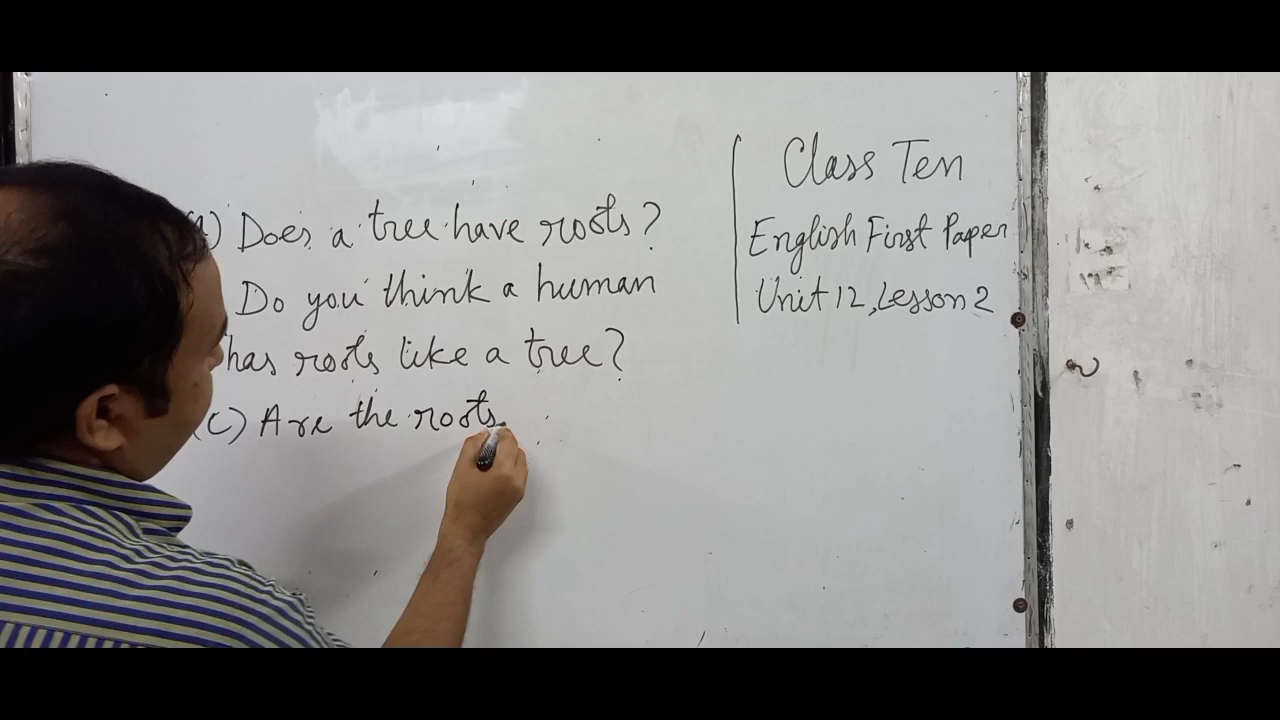 (A) Does a tree have roots?
Do you think a human
has roots like a tree?
(C) Are the roots
Class Ten
English First Paper
Unit 12, Lesson 2